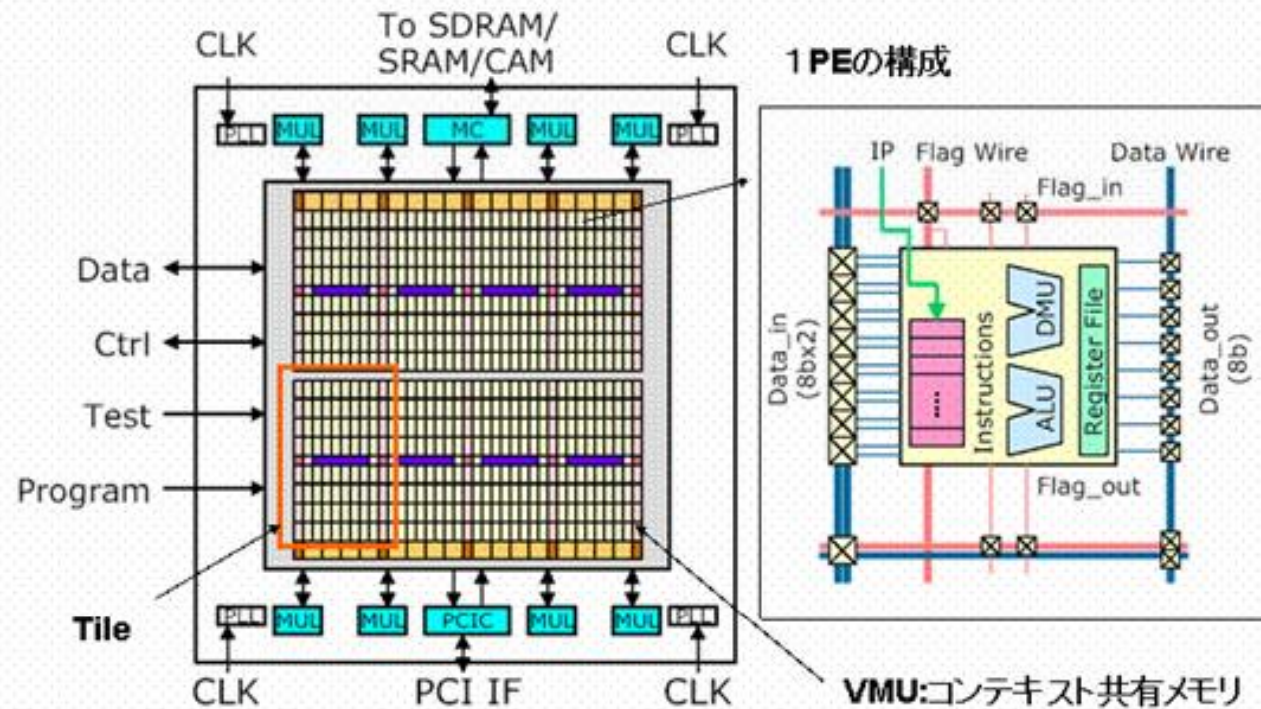 CLK
To SDRAM/
SRAM/CAM
CLK
PLL
MUL
MUL
MC
MUL
MUL
PLL
Data
Ctrl
Test
Program
Tile
PLL
MUL
MUL
PCIC
MUL
MUL
PLL
CLK
PCI IF
CLK
1PEの構成
IP
Flag Wire
Data Wire
Flag_in
Data_in
(8bx2)
....
Instructions
DMU
ALU
Register File
Data_out
(8b)
Flag_out
VMU:コンテキスト共有メモリ